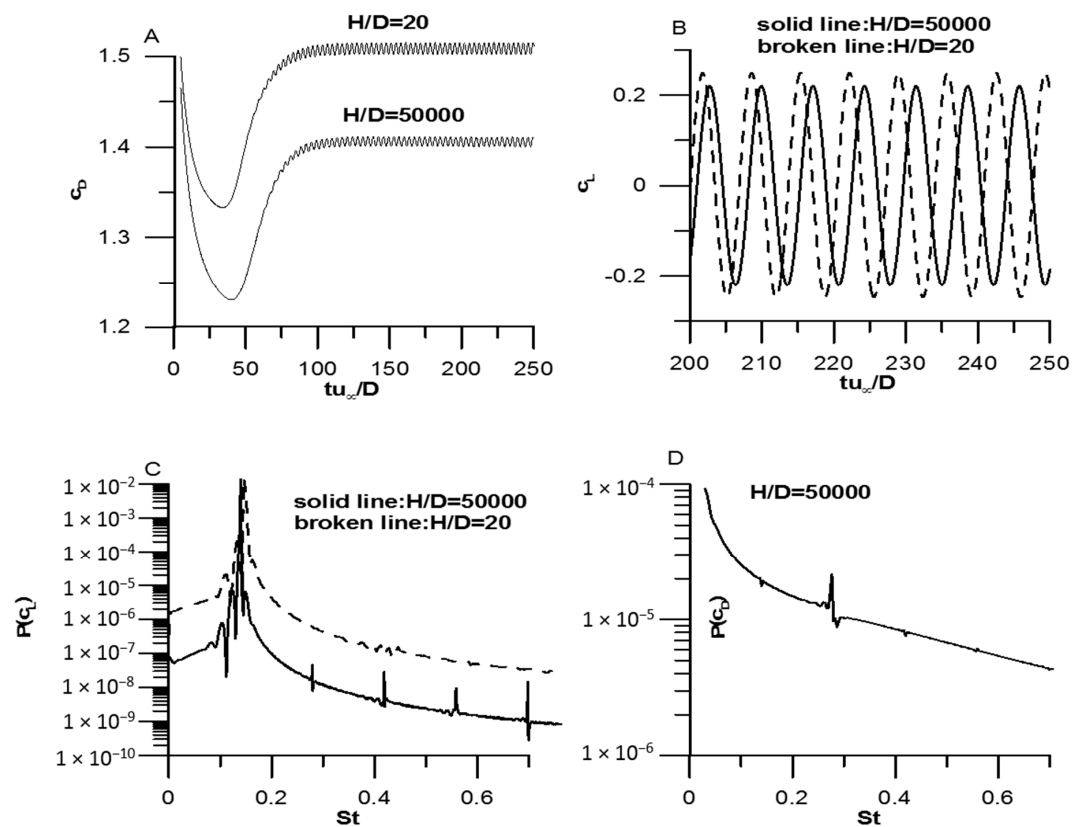 A
H/D=20
H/D=50000
1.5
1.4
1.3
1.2
c_D
0 50 100 150 200 250
tu∞/D
B
solid line:H/D=50000
broken line:H/D=20
0.2
0
-0.2
c_L
200 210 220 230 240 250
tu∞/D
C
solid line:H/D=50000
broken line:H/D=20
1 × 10⁻²
1 × 10⁻³
1 × 10⁻⁴
1 × 10⁻⁵
1 × 10⁻⁶
1 × 10⁻⁷
1 × 10⁻⁸
1 × 10⁻⁹
1 × 10⁻¹⁰
P(c_L)
0 0.2 0.4 0.6
St
D
H/D=50000
1 × 10⁻⁴
1 × 10⁻⁵
1 × 10⁻⁶
P(c_D)
0 0.2 0.4 0.6
St